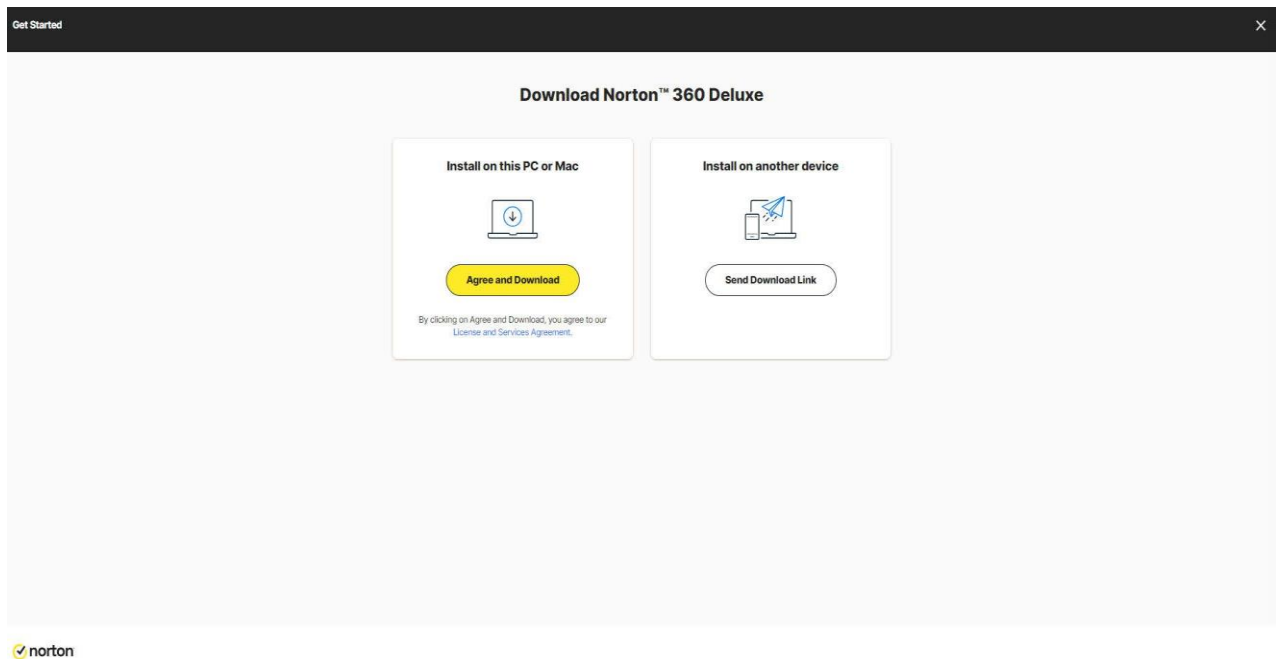 Get Started
Download Norton™ 360 Deluxe
Install on this PC or Mac
Agree and Download
By clicking on Agree and Download, you agree to our
License and Services Agreement.
Install on another device
Send Download Link
norton